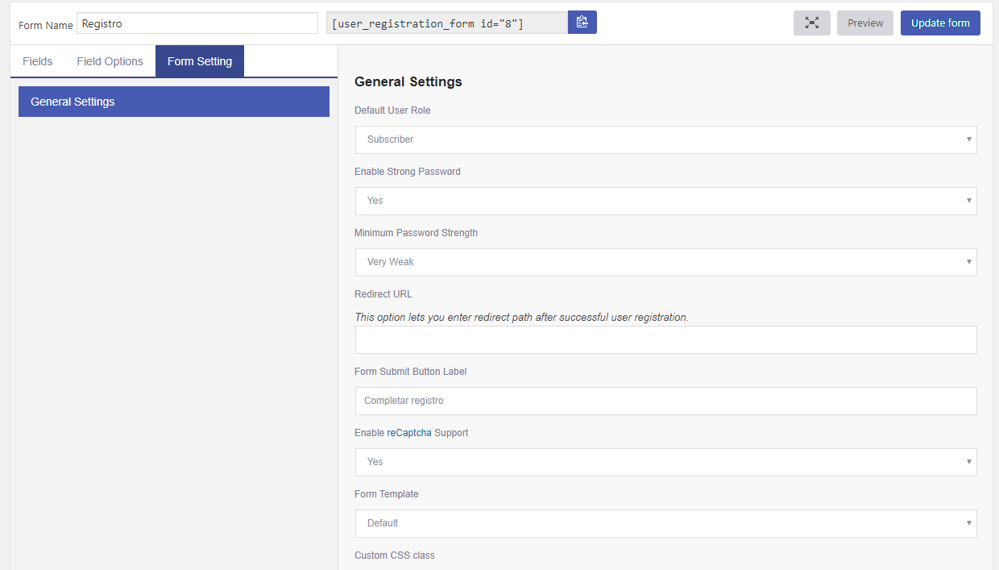 Form Name Registro [user_registration_form id="8"] Preview Update form
Fields Field Options Form Setting
General Settings
General Settings
Default User Role
Subscriber
Enable Strong Password
Yes
Minimum Password Strength
Very Weak
Redirect URL
This option lets you enter redirect path after successful user registration.
Form Submit Button Label
Completar registro
Enable reCaptcha Support
Yes
Form Template
Default
Custom CSS class